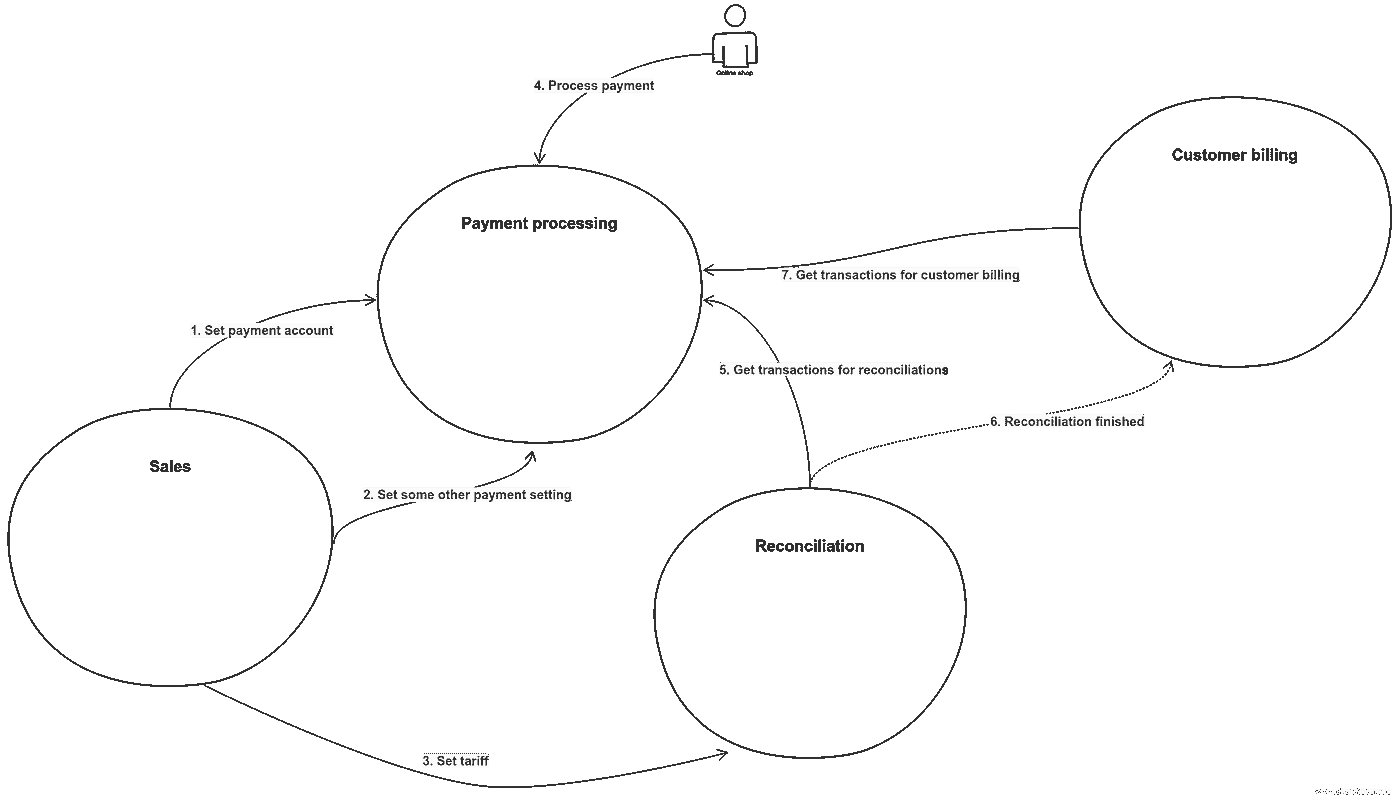 Online shop
4. Process payment
Customer billing
Payment processing
7. Get transactions for customer billing
1. Set payment account
5. Get transactions for reconciliations
6. Reconciliation finished
Sales
2. Set some other payment setting
Reconciliation
3. Set tariff